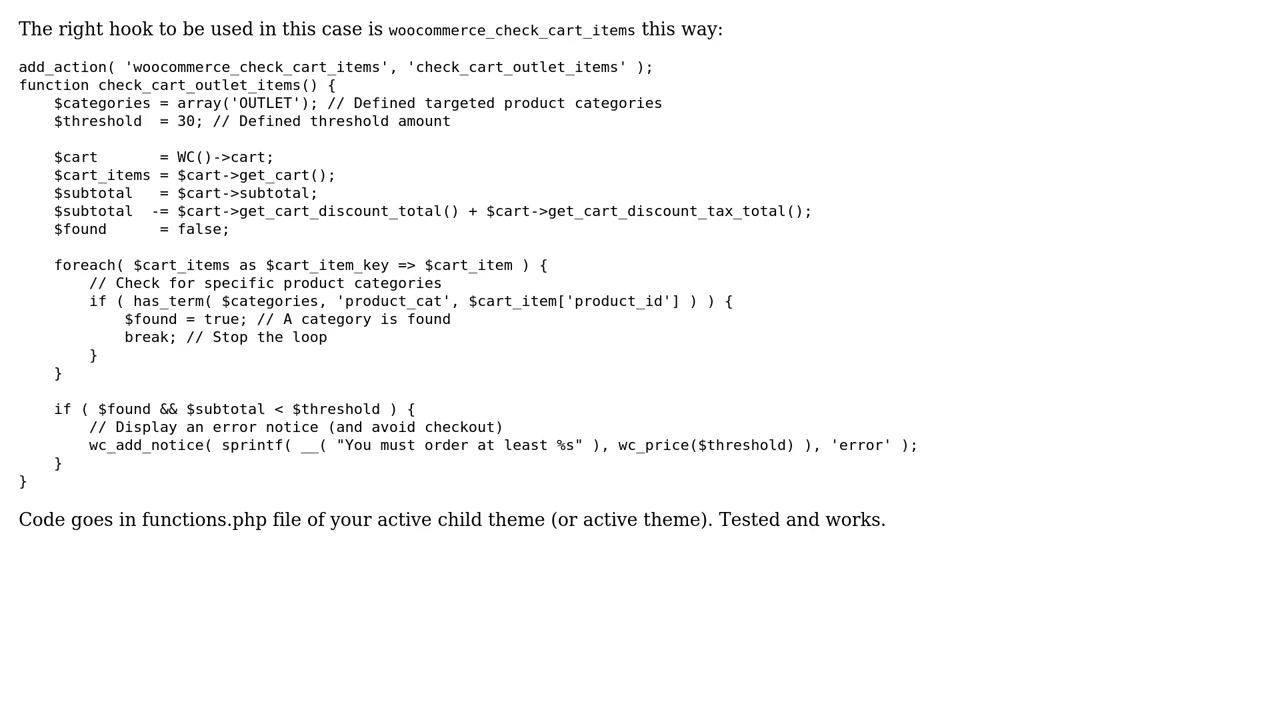 The right hook to be used in this case is woocommerce_check_cart_items this way:
add_action( 'woocommerce_check_cart_items', 'check_cart_outlet_items' );
function check_cart_outlet_items() {
    $categories = array('OUTLET'); // Defined targeted product categories
    $threshold  = 30; // Defined threshold amount

    $cart       = WC()->cart;
    $cart_items = $cart->get_cart();
    $subtotal   = $cart->subtotal;
    $subtotal  -= $cart->get_cart_discount_total() + $cart->get_cart_discount_tax_total();
    $found      = false;

    foreach( $cart_items as $cart_item_key => $cart_item ) {
        // Check for specific product categories
        if ( has_term( $categories, 'product_cat', $cart_item['product_id'] ) ) {
            $found = true; // A category is found
            break; // Stop the loop
        }
    }

    if ( $found && $subtotal < $threshold ) {
        // Display an error notice (and avoid checkout)
        wc_add_notice( sprintf( __( "You must order at least %s" ), wc_price($threshold) ), 'error' );
    }
}
Code goes in functions.php file of your active child theme (or active theme). Tested and works.